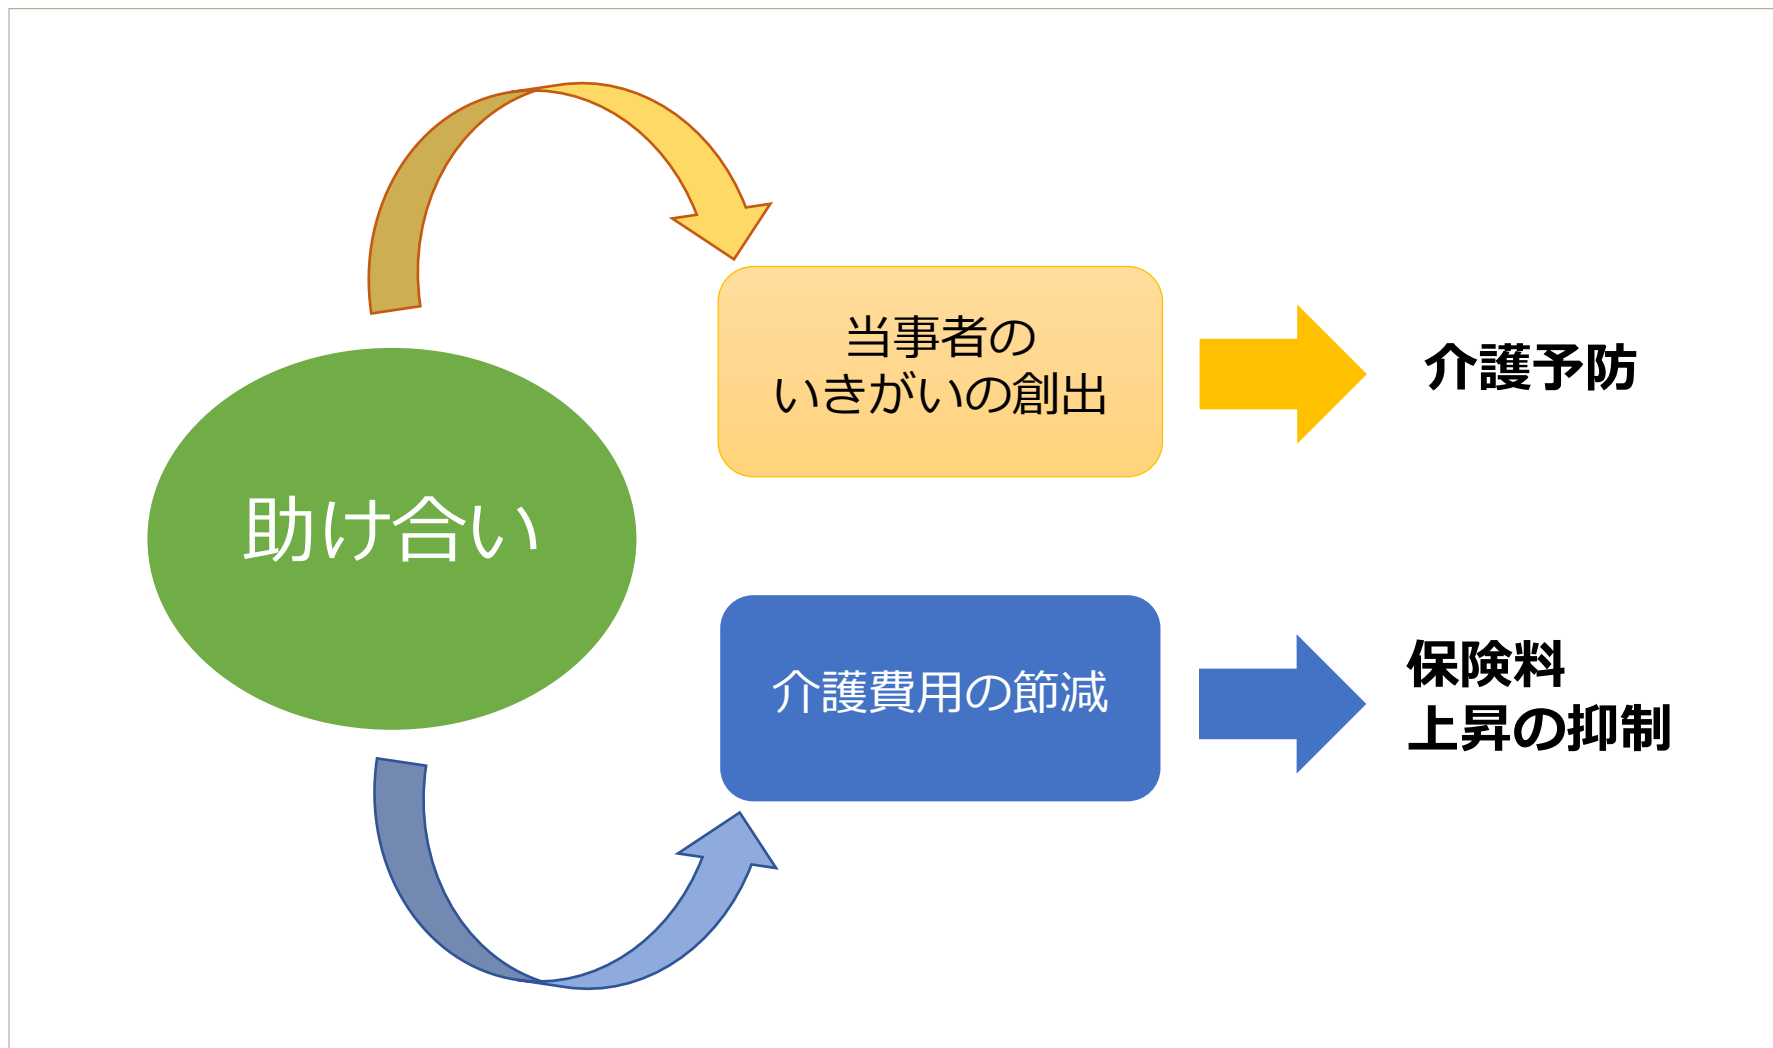 助け合い
当事者の
いきがいの創出
介護予防
介護費用の節減
保険料
上昇の抑制